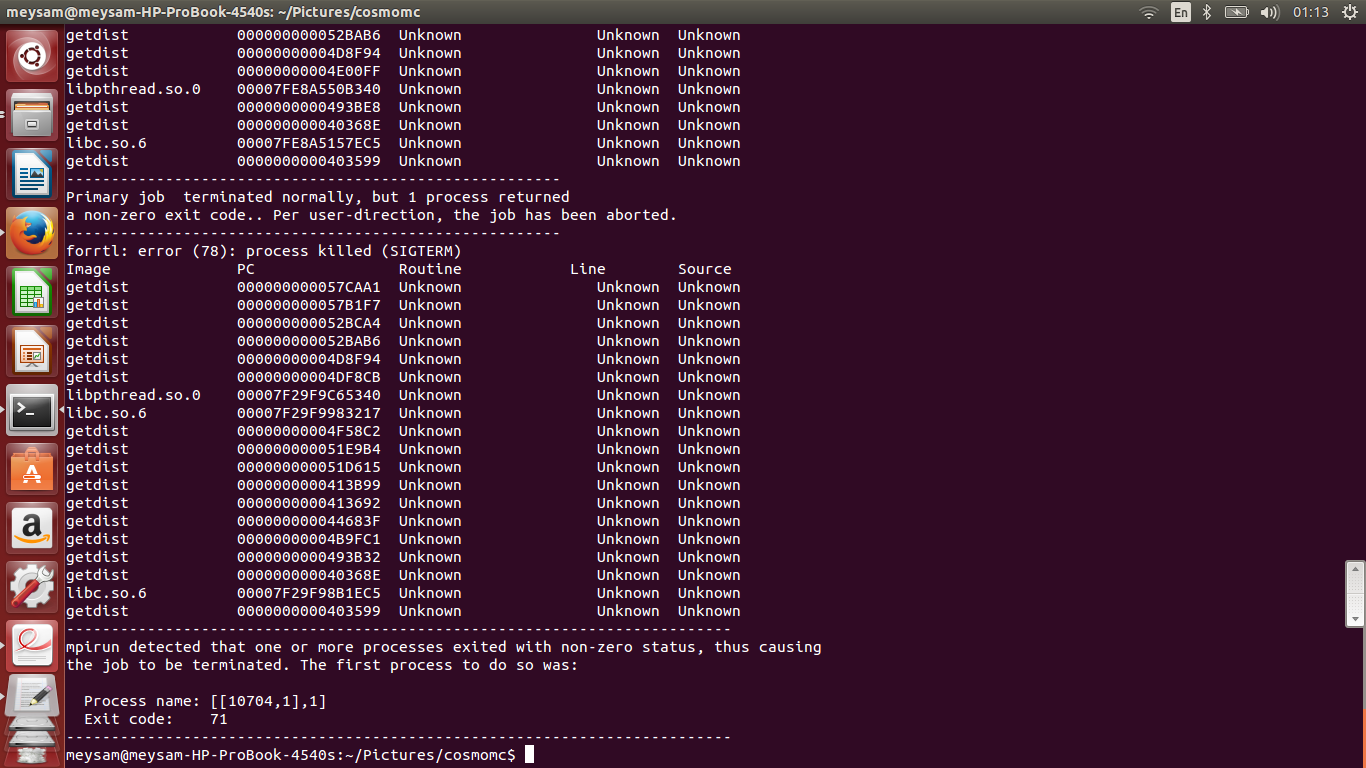 meysam@meysam-HP-ProBook-4540s: ~/Pictures/cosmomc En 01:13
getdist 000000000052BAB6 Unknown Unknown Unknown
getdist 00000000004D8F94 Unknown Unknown Unknown
getdist 00000000004E00FF Unknown Unknown Unknown
libpthread.so.0 00007FE8A550B340 Unknown Unknown Unknown
getdist 0000000000493BE8 Unknown Unknown Unknown
getdist 000000000040368E Unknown Unknown Unknown
libc.so.6 00007FE8A5157EC5 Unknown Unknown Unknown
getdist 0000000000403599 Unknown Unknown Unknown
-------------------------------------------------------
Primary job  terminated normally, but 1 process returned
a non-zero exit code.. Per user-direction, the job has been aborted.
-------------------------------------------------------
forrtl: error (78): process killed (SIGTERM)
Image PC Routine Line Source
getdist 000000000057CAA1 Unknown Unknown Unknown
getdist 000000000057B1F7 Unknown Unknown Unknown
getdist 000000000052BCA4 Unknown Unknown Unknown
getdist 000000000052BAB6 Unknown Unknown Unknown
getdist 00000000004D8F94 Unknown Unknown Unknown
getdist 00000000004DF8CB Unknown Unknown Unknown
libpthread.so.0 00007F29F9C65340 Unknown Unknown Unknown
libc.so.6 00007F29F9983217 Unknown Unknown Unknown
getdist 00000000004F58C2 Unknown Unknown Unknown
getdist 000000000051E9B4 Unknown Unknown Unknown
getdist 000000000051D615 Unknown Unknown Unknown
getdist 0000000000413B99 Unknown Unknown Unknown
getdist 0000000000413692 Unknown Unknown Unknown
getdist 000000000044683F Unknown Unknown Unknown
getdist 00000000004B9FC1 Unknown Unknown Unknown
getdist 0000000000493B32 Unknown Unknown Unknown
getdist 000000000040368E Unknown Unknown Unknown
libc.so.6 00007F29F98B1EC5 Unknown Unknown Unknown
getdist 0000000000403599 Unknown Unknown Unknown
--------------------------------------------------------------------------
mpirun detected that one or more processes exited with non-zero status, thus causing
the job to be terminated. The first process to do so was:
Process name: [[10704,1],1]
Exit code:    71
--------------------------------------------------------------------------
meysam@meysam-HP-ProBook-4540s:~/Pictures/cosmomc$